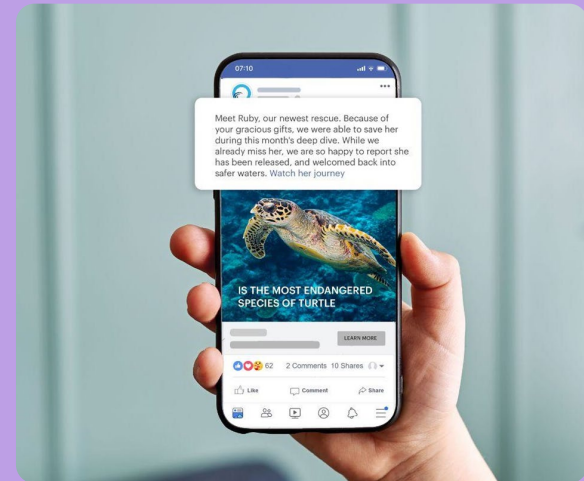 07:10
Meet Ruby, our newest rescue. Because of
your gracious gifts, we were able to save her
during this month's deep dive. While we
already miss her, we are so happy to report she
has been released, and welcomed back into
safer waters. Watch her journey
IS THE MOST ENDANGERED
SPECIES OF TURTLE
LEARN MORE
62 2 Comments 10 Shares
Like Comment Share